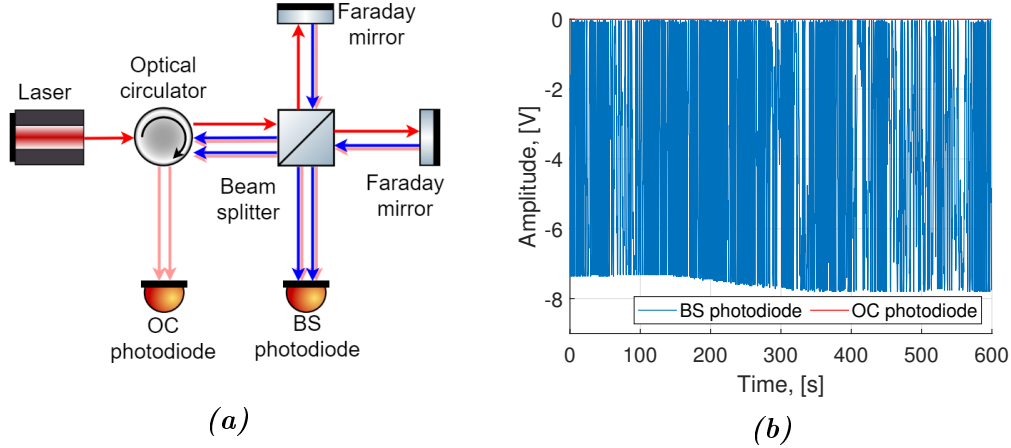 Laser
Optical
circulator
Faraday
mirror
Beam
splitter
Faraday
mirror
OC
photodiode
BS
photodiode
(a)
Amplitude, [V]
0
-2
-4
-6
-8
BS photodiode
OC photodiode
0
100
200
300
400
500
600
Time, [s]
(b)